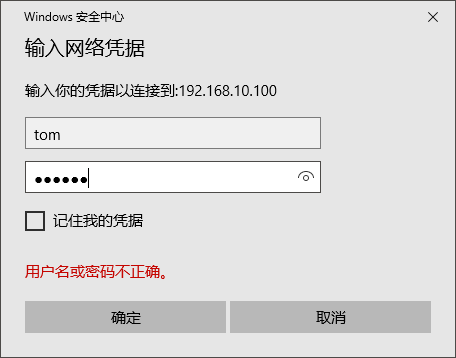 Windows 安全中心
输入网络凭据
输入你的凭据以连接到:192.168.10.100
tom
●●●●●●
记住我的凭据
用户名或密码不正确。
确定
取消